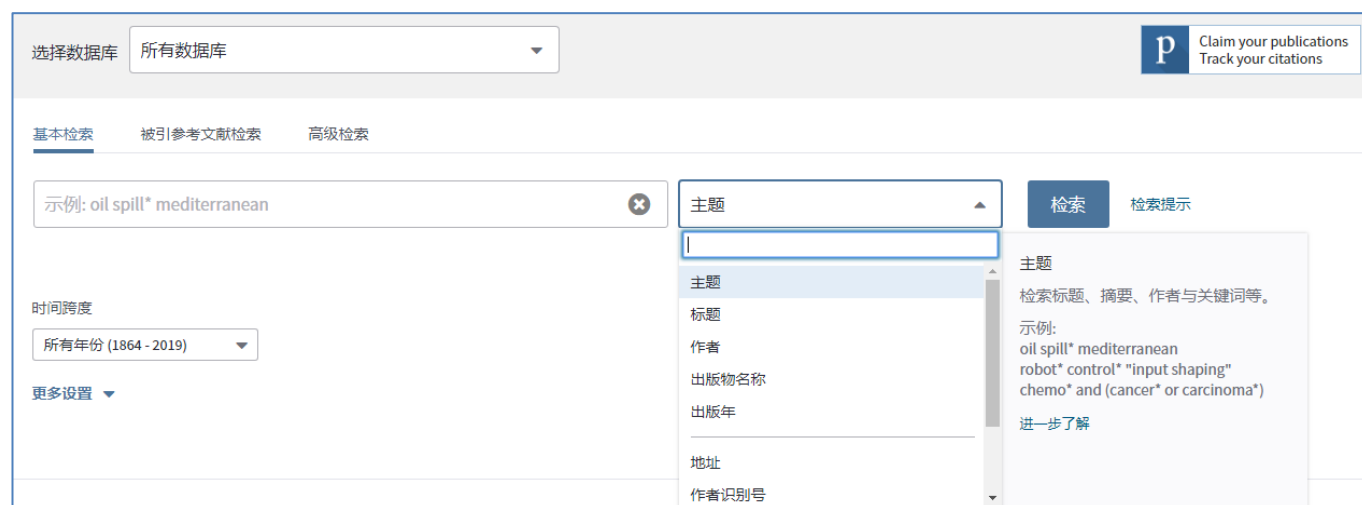 选择数据库
所有数据库
p
Claim your publications
Track your citations
基本检索
被引参考文献检索
高级检索
示例: oil spill* mediterranean
主题
检索
检索提示
主题
标题
作者
出版物名称
出版年
地址
作者识别号
主题
检索标题、摘要、作者与关键词等。
示例:
oil spill* mediterranean
robot* control* "input shaping"
chemo* and (cancer* or carcinoma*)
进一步了解
时间跨度
所有年份 (1864 - 2019)
更多设置